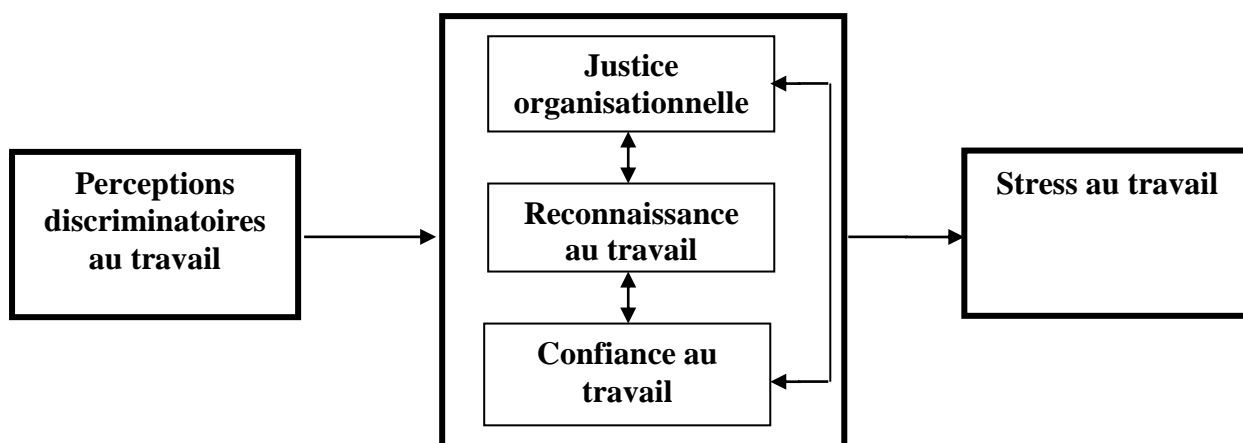 Justice
organisationnelle
Perceptions
discriminatoires
au travail
Reconnaissance
au travail
Confiance au
travail
Stress au travail